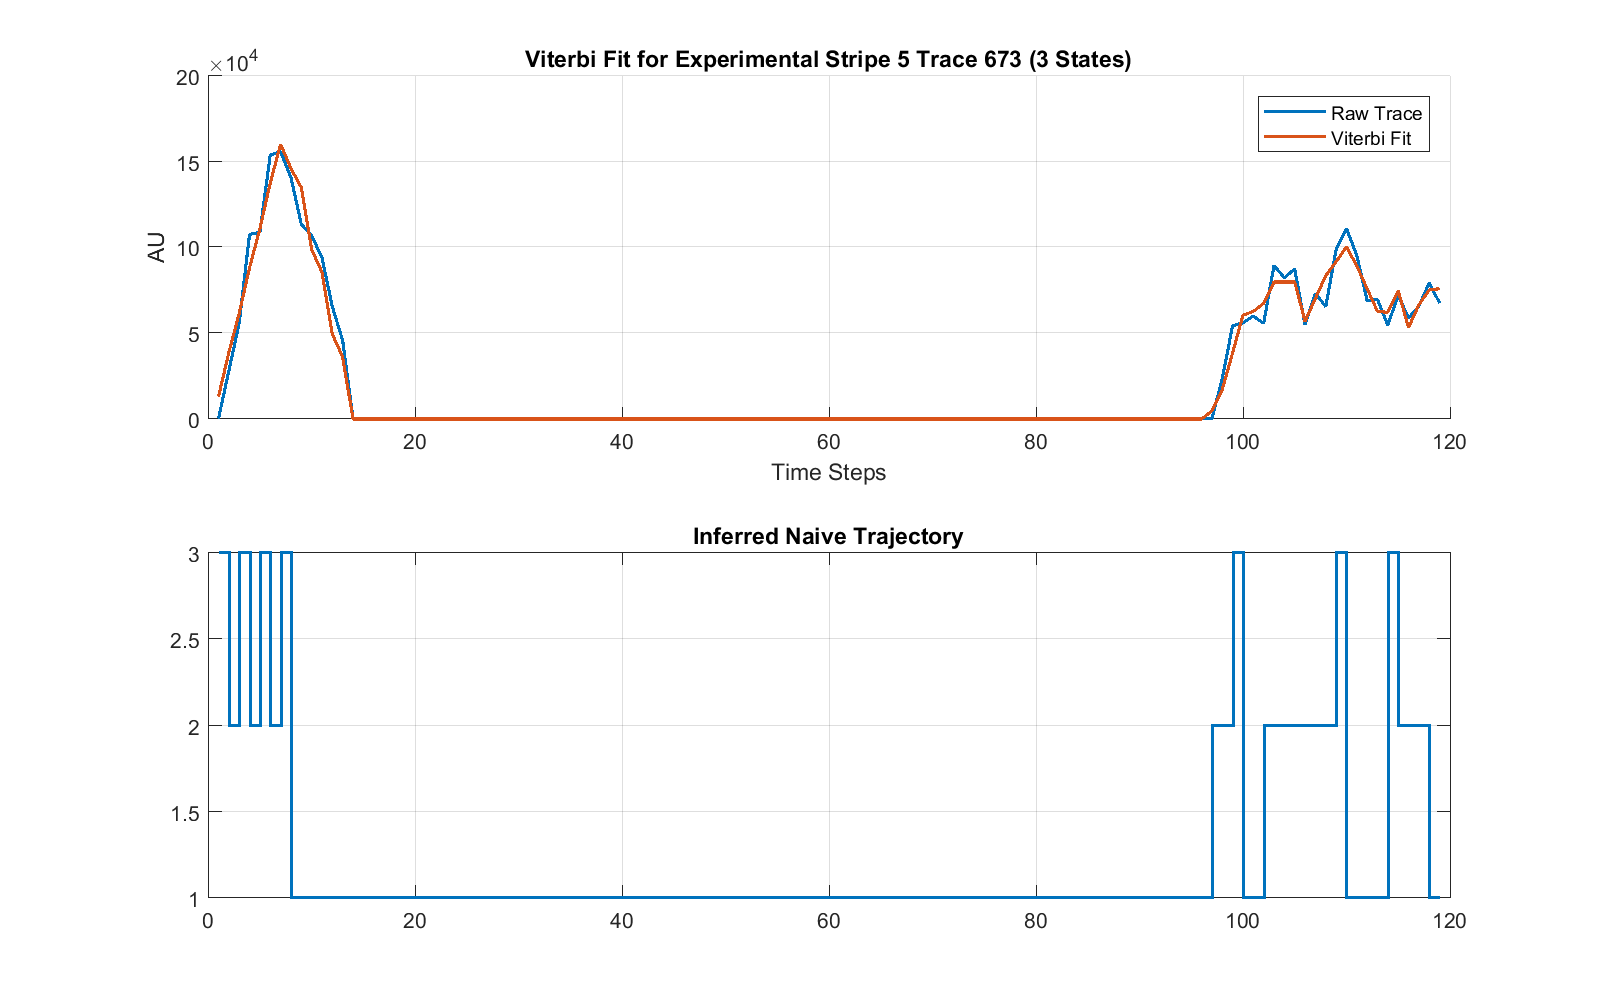 Viterbi Fit for Experimental Stripe 5 Trace 673 (3 States)
×10⁴
20
15
10
5
0
AU
Raw Trace
Viterbi Fit
0 20 40 60 80 100 120
Time Steps
Inferred Naive Trajectory
3
2.5
2
1.5
1
0 20 40 60 80 100 120